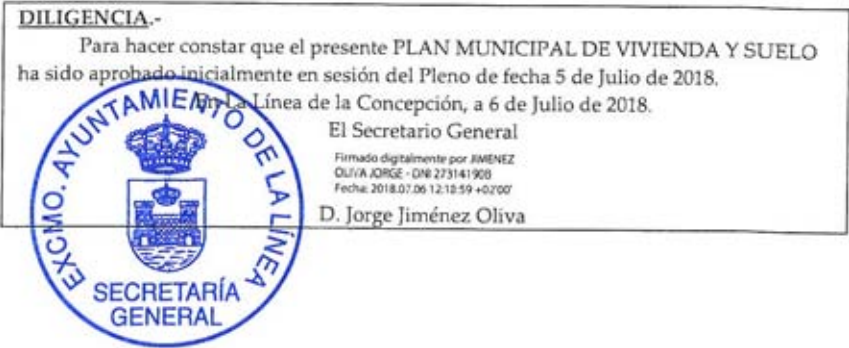 DILIGENCIA.-
Para hacer constar que el presente PLAN MUNICIPAL DE VIVIENDA Y SUELO
ha sido aprobado inicialmente en sesión del Pleno de fecha 5 de Julio de 2018.
En La Línea de la Concepción, a 6 de Julio de 2018.
El Secretario General
Firmado digitalmente por JIMENEZ
OLIVA JORGE - DNI 27314190B
Fecha: 2018.07.06 12:18:59 +02'00'
D. Jorge Jiménez Oliva
EXCMO. AYUNTAMIENTO DE LA LÍNEA
SECRETARÍA
GENERAL